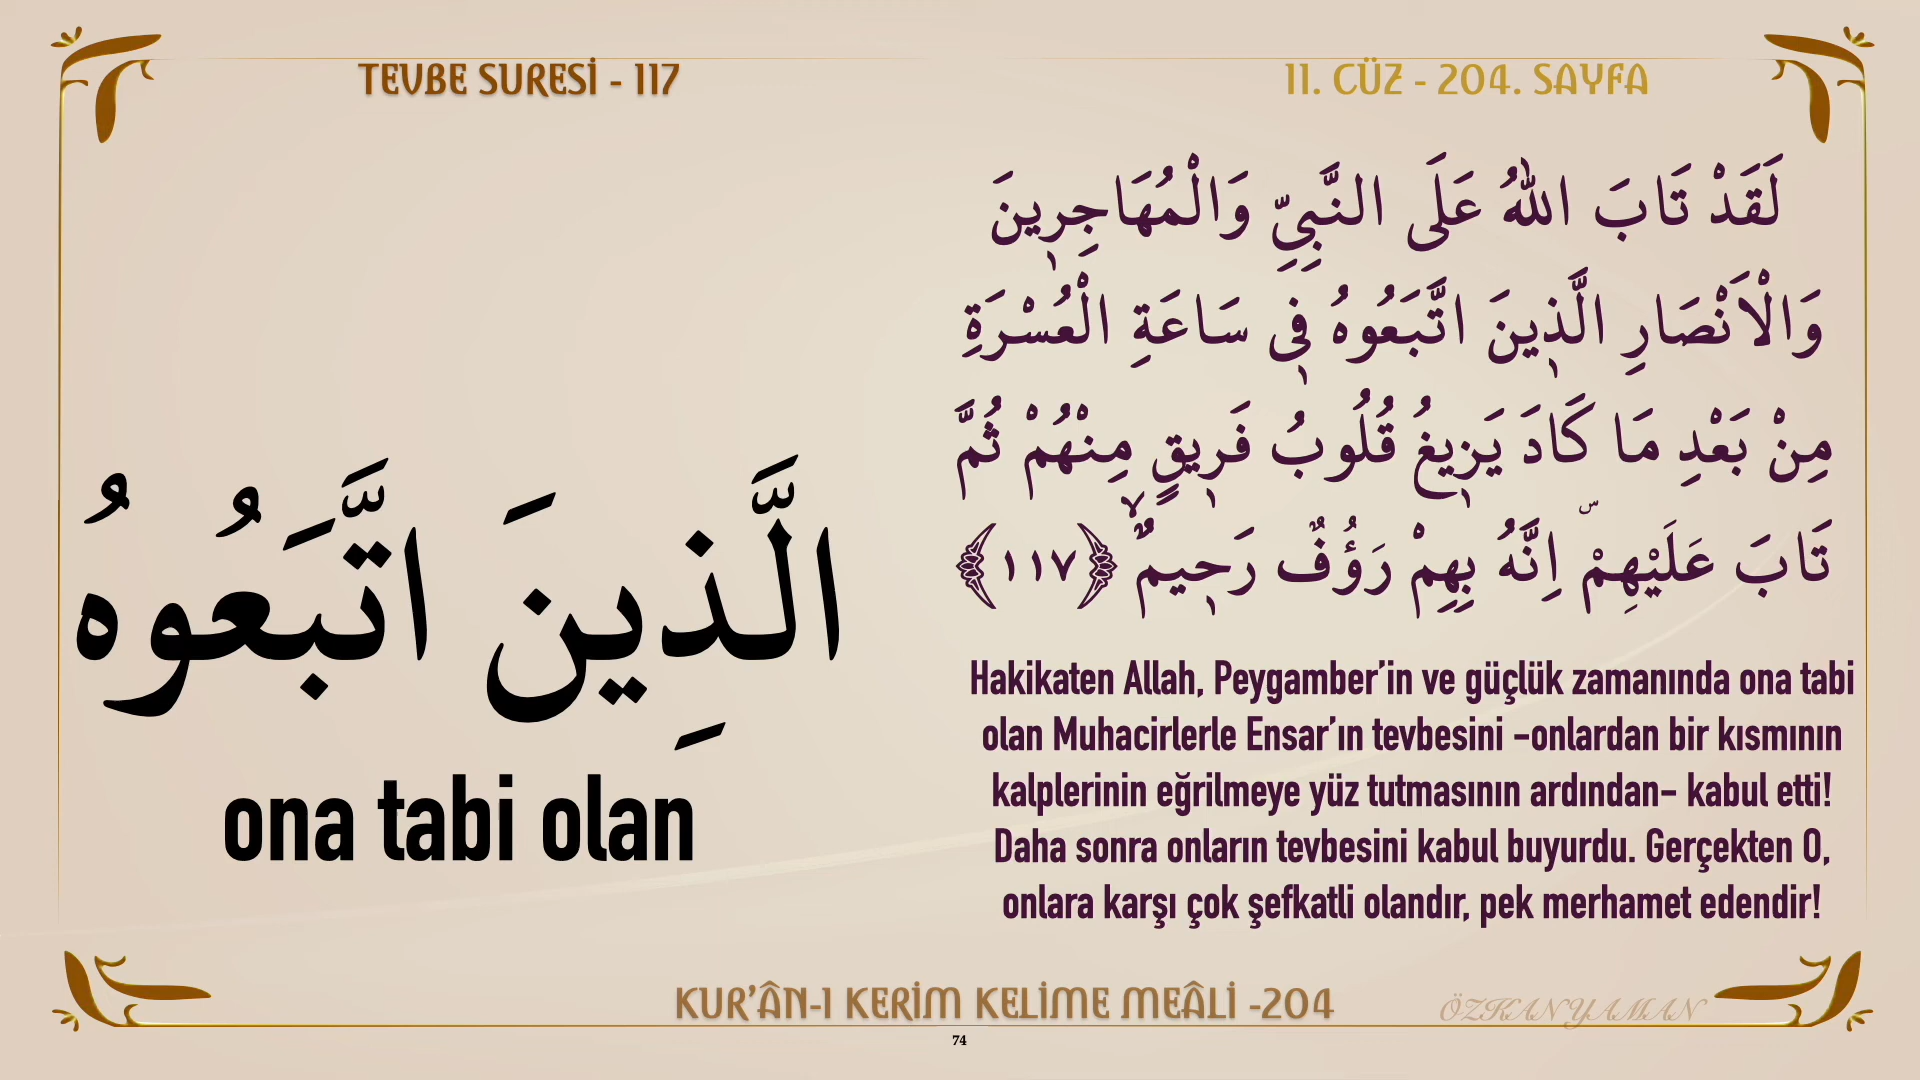 TEVBE SURESİ - 117
11. CÜZ - 204. SAYFA
الَّذِينَ اتَّبَعُوهُ
ona tabi olan
لَقَدْ تَابَ اللّٰهُ عَلَى النَّبِيِّ وَالْمُهَاجِرٖينَ
وَالْاَنْصَارِ الَّذٖينَ اتَّبَعُوهُ فٖى سَاعَةِ الْعُسْرَةِ
مِنْ بَعْدِ مَا كَادَ يَزٖيغُ قُلُوبُ فَرٖيقٍ مِنْهُمْ ثُمَّ
تَابَ عَلَيْهِمْۜ اِنَّهُ بِهِمْ رَؤُفٌ رَحٖيمٌۙ ﴿١١٧﴾
Hakikaten Allah, Peygamber’in ve güçlük zamanında ona tabi
olan Muhacirlerle Ensar’ın tevbesini –onlardan bir kısmının
kalplerinin eğrilmeye yüz tutmasının ardından– kabul etti!
Daha sonra onların tevbesini kabul buyurdu. Gerçekten O,
onlara karşı çok şefkatli olandır, pek merhamet edendir!
KUR’ÂN-I KERİM KELİME MEÂLİ -204
ÖZKAN YAMAN
74